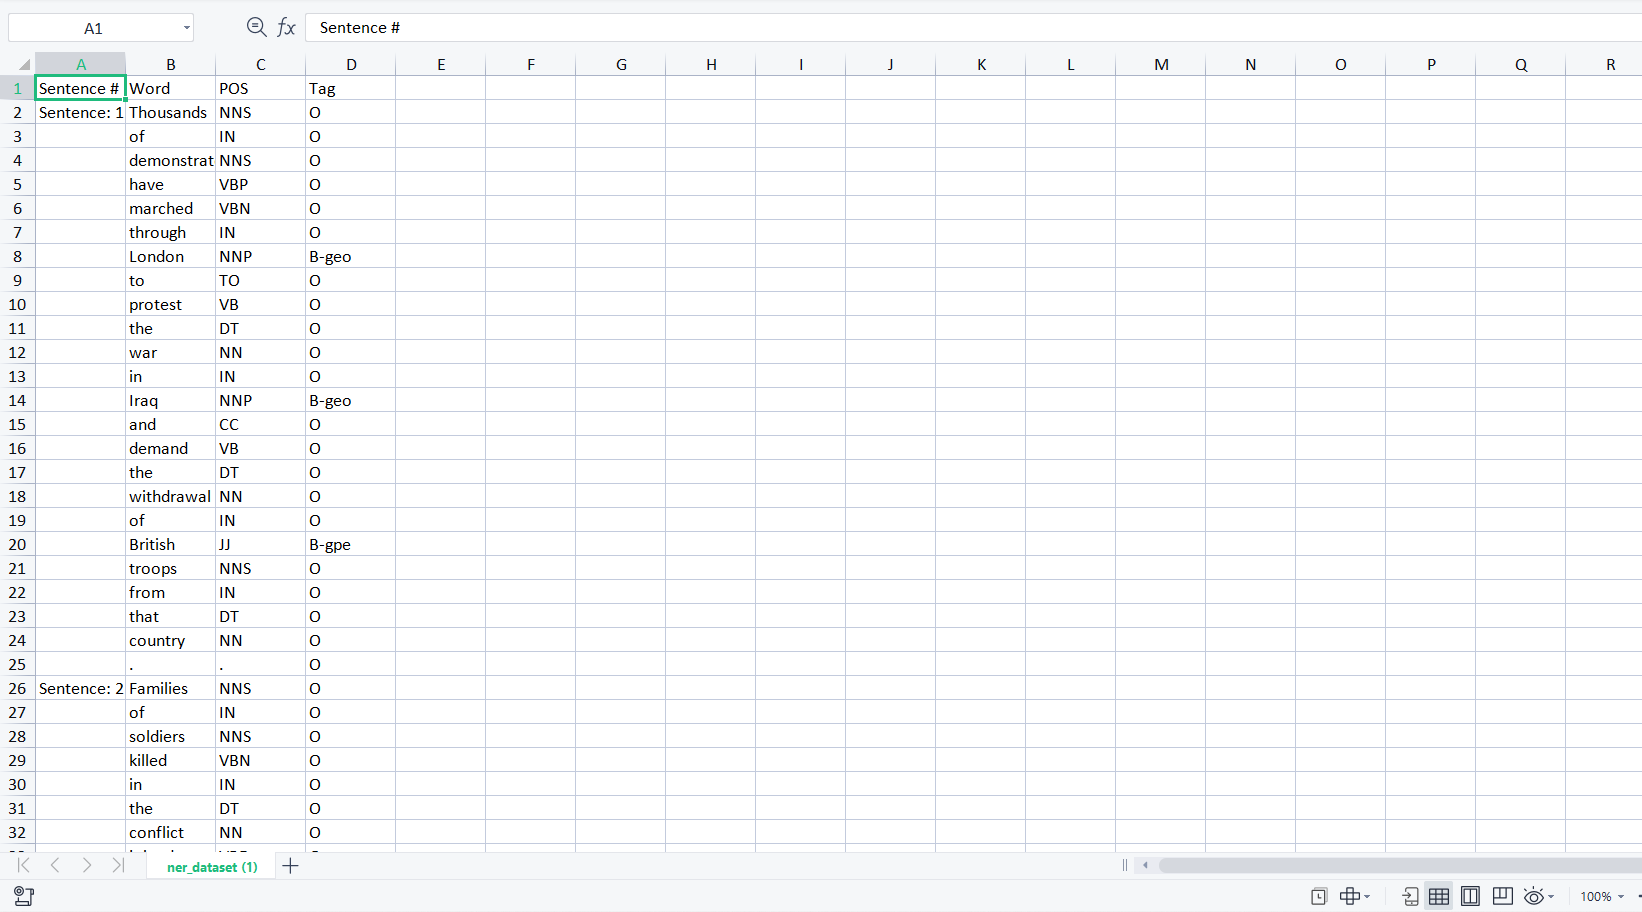 A1 fx Sentence #
A B C D E F G H I J K L M N O P Q R
1 Sentence # Word POS Tag
2 Sentence: 1 Thousands NNS O
3 of IN O
4 demonstrat NNS O
5 have VBP O
6 marched VBN O
7 through IN O
8 London NNP B-geo
9 to TO O
10 protest VB O
11 the DT O
12 war NN O
13 in IN O
14 Iraq NNP B-geo
15 and CC O
16 demand VB O
17 the DT O
18 withdrawal NN O
19 of IN O
20 British JJ B-gpe
21 troops NNS O
22 from IN O
23 that DT O
24 country NN O
25 . . O
26 Sentence: 2 Families NNS O
27 of IN O
28 soldiers NNS O
29 killed VBN O
30 in IN O
31 the DT O
32 conflict NN O
ner_dataset (1)
100%